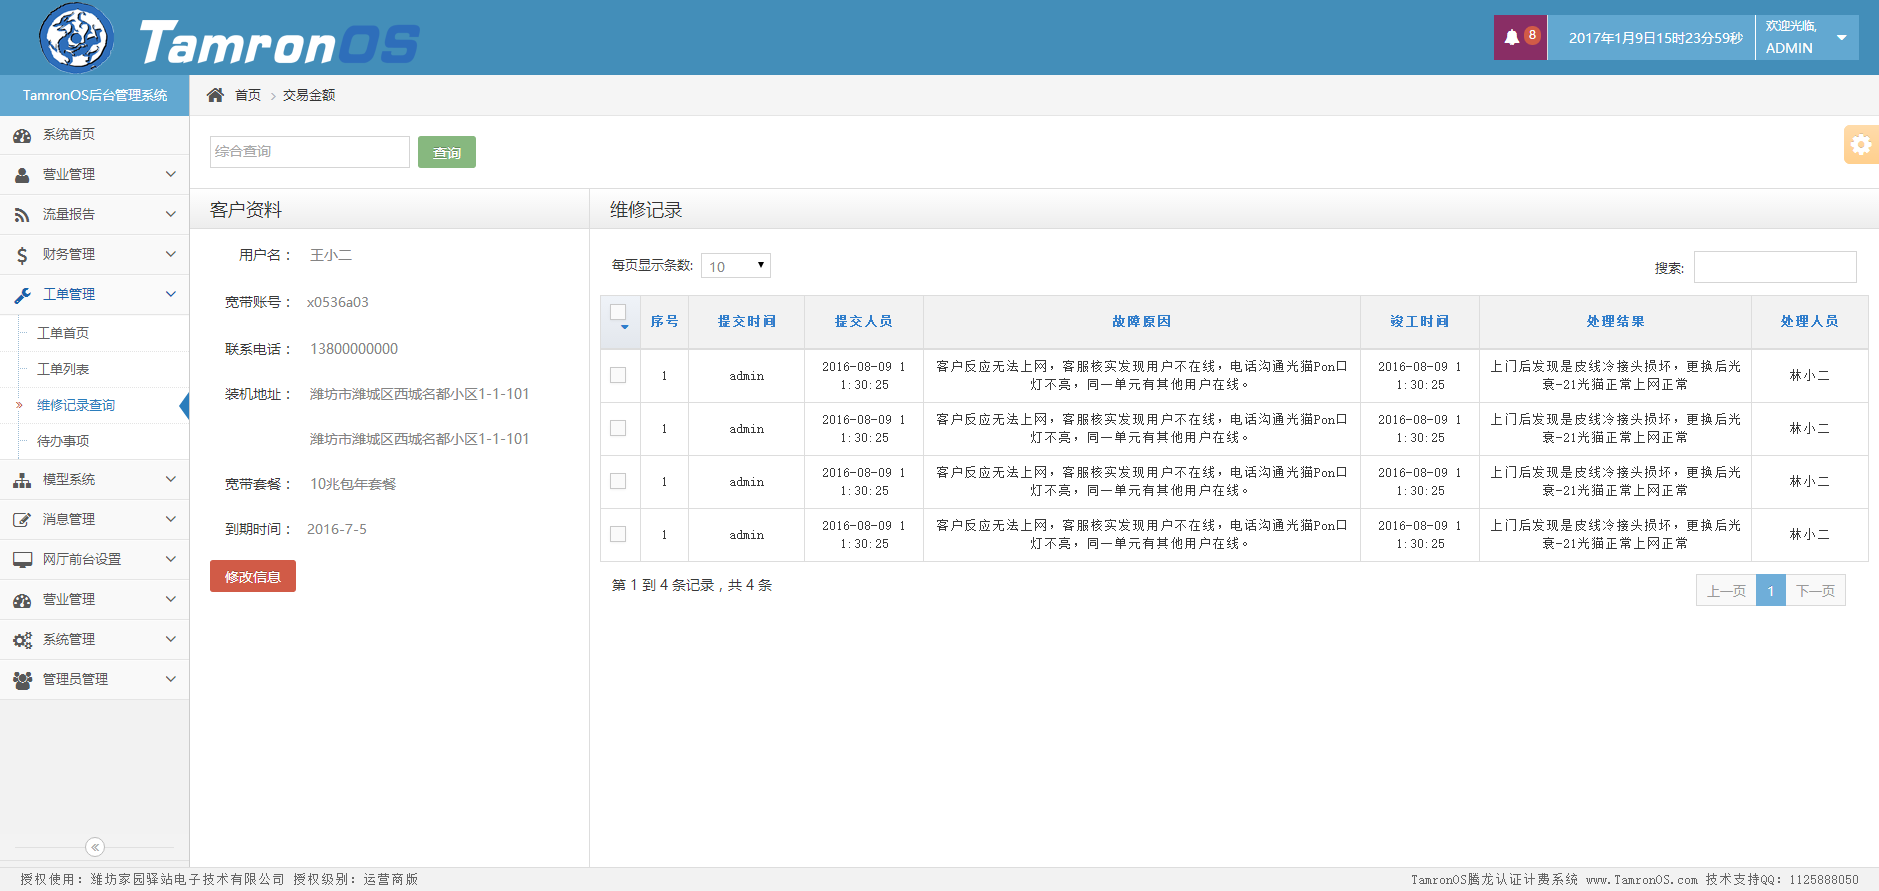 TamronOS
8
2017年1月9日15时23分59秒
欢迎光临,
ADMIN
TamronOS后台管理系统
首页
交易金额
系统首页
营业管理
流量报告
财务管理
工单管理
工单首页
工单列表
维修记录查询
待办事项
模型系统
消息管理
网厅前台设置
营业管理
系统管理
管理员管理
综合查询
查询
客户资料
用户名： 王小二
宽带账号： x0536a03
联系电话： 13800000000
装机地址： 潍坊市潍城区西城名都小区1-1-101
潍坊市潍城区西城名都小区1-1-101
宽带套餐： 10兆包年套餐
到期时间： 2016-7-5
修改信息
维修记录
每页显示条数: 10
搜索:
序号 提交时间 提交人员 故障原因 竣工时间 处理结果 处理人员
1 admin 2016-08-09 1 客户反应无法上网，客服核实发现用户不在线，电话沟通光猫Pon口 2016-08-09 1 上门后发现是皮线冷接头损坏，更换后光 林小二
1:30:25 灯不亮，同一单元有其他用户在线。 1:30:25 衰-21光猫正常上网正常
1 admin 2016-08-09 1 客户反应无法上网，客服核实发现用户不在线，电话沟通光猫Pon口 2016-08-09 1 上门后发现是皮线冷接头损坏，更换后光 林小二
1:30:25 灯不亮，同一单元有其他用户在线。 1:30:25 衰-21光猫正常上网正常
1 admin 2016-08-09 1 客户反应无法上网，客服核实发现用户不在线，电话沟通光猫Pon口 2016-08-09 1 上门后发现是皮线冷接头损坏，更换后光 林小二
1:30:25 灯不亮，同一单元有其他用户在线。 1:30:25 衰-21光猫正常上网正常
1 admin 2016-08-09 1 客户反应无法上网，客服核实发现用户不在线，电话沟通光猫Pon口 2016-08-09 1 上门后发现是皮线冷接头损坏，更换后光 林小二
1:30:25 灯不亮，同一单元有其他用户在线。 1:30:25 衰-21光猫正常上网正常
第 1 到 4 条记录，共 4 条
上一页 1 下一页
授权使用：潍坊家园驿站电子技术有限公司 授权级别：运营商版
TamronOS腾龙认证计费系统 www.TamronOS.com 技术支持QQ：1125888050